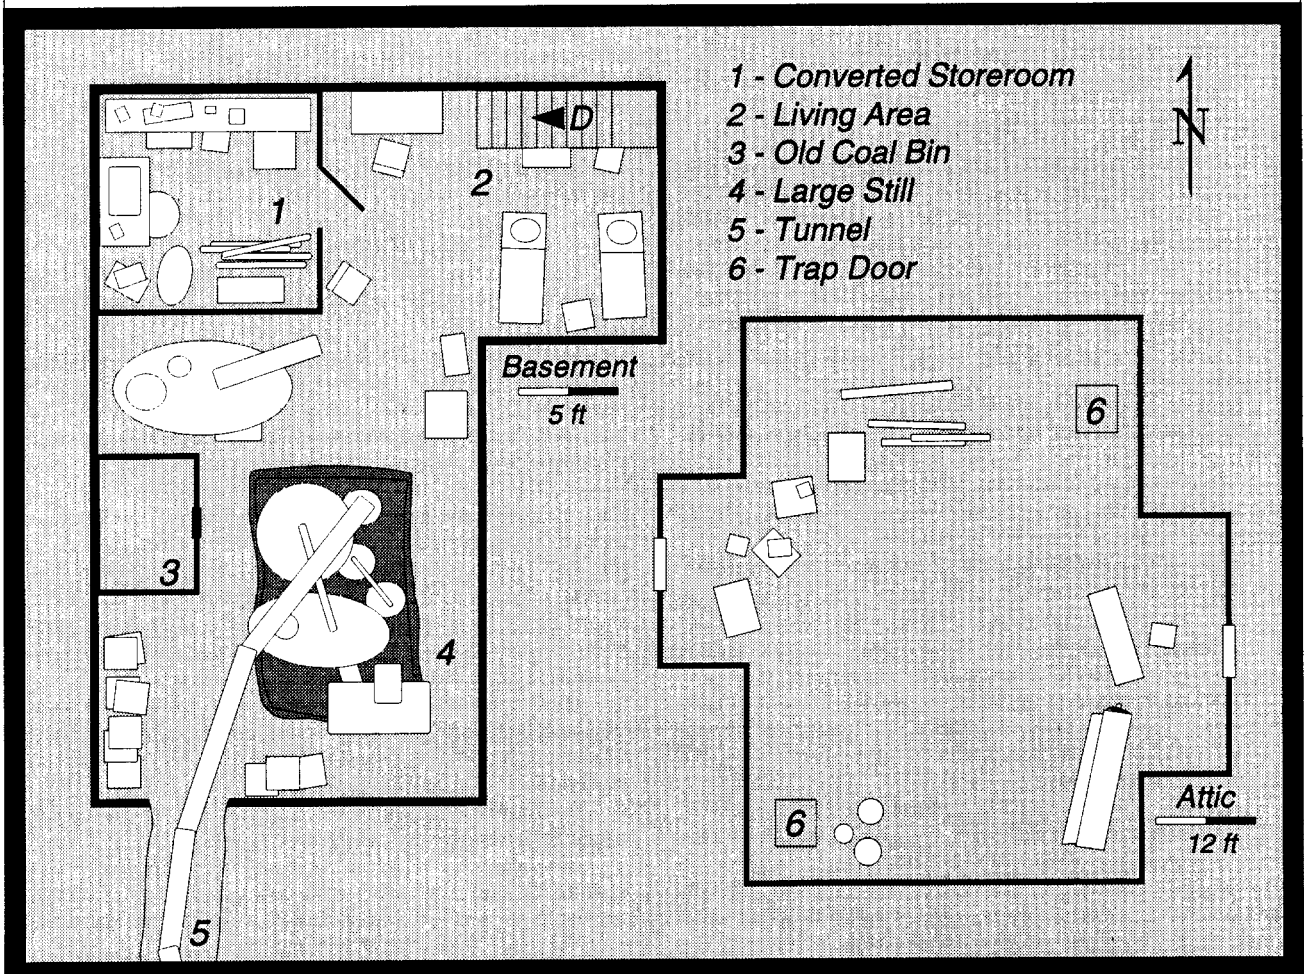 1 - Converted Storeroom
2 - Living Area
3 - Old Coal Bin
4 - Large Still
5 - Tunnel
6 - Trap Door
N
D
2
1
Basement
5 ft
3
4
5
6
6
Attic
12 ft